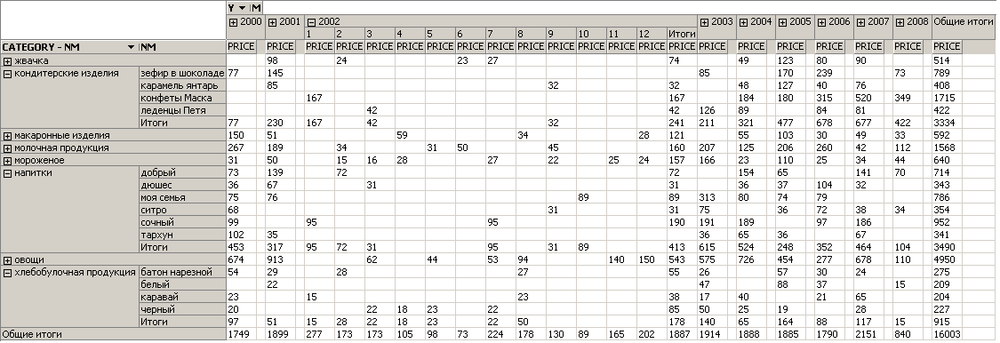 Y M
2000 2001 2002 2003 2004 2005 2006 2007 2008 Общие итоги
1 2 3 4 5 6 7 8 9 10 11 12 Итоги
CATEGORY - NM NM PRICE PRICE PRICE PRICE PRICE PRICE PRICE PRICE PRICE PRICE PRICE PRICE PRICE PRICE PRICE PRICE PRICE PRICE PRICE PRICE PRICE PRICE
жвачка 98 24 23 27 74 49 123 80 90 514
кондитерские изделия зефир в шоколаде 77 145 85 170 239 73 789
карамель янтарь 85 32 32 48 127 40 76 408
конфеты Маска 167 167 184 180 315 520 349 1715
леденцы Петя 42 42 126 89 84 81 422
Итоги 77 230 167 42 32 241 211 321 477 678 677 422 3334
макаронные изделия 150 51 59 34 28 121 55 103 30 49 33 592
молочная продукция 267 189 34 31 50 45 160 207 125 206 260 42 112 1568
мороженое 31 50 15 16 28 27 22 25 24 157 166 23 110 25 34 44 640
напитки добрый 73 139 72 72 154 65 141 70 714
дюшес 36 67 31 31 36 37 104 32 343
моя семья 75 76 89 89 313 80 74 79 786
ситро 68 31 31 75 36 72 38 34 354
сочный 99 95 95 190 191 189 97 186 952
тархун 102 35 36 65 36 67 341
Итоги 453 317 95 72 31 95 31 89 413 615 524 248 352 464 104 3490
овощи 674 913 62 44 53 94 140 150 543 575 726 454 277 678 110 4950
хлебобулочная продукция батон нарезной 54 29 28 27 55 26 57 30 24 275
белый 22 47 88 37 15 209
каравай 23 15 23 38 17 40 21 65 204
черный 20 22 18 23 22 85 50 25 19 28 227
Итоги 97 51 15 28 22 18 23 22 50 178 140 65 164 88 117 15 915
Общие итоги 1749 1899 277 173 173 105 98 73 224 178 130 89 165 202 1887 1914 1888 1885 1790 2151 840 16003